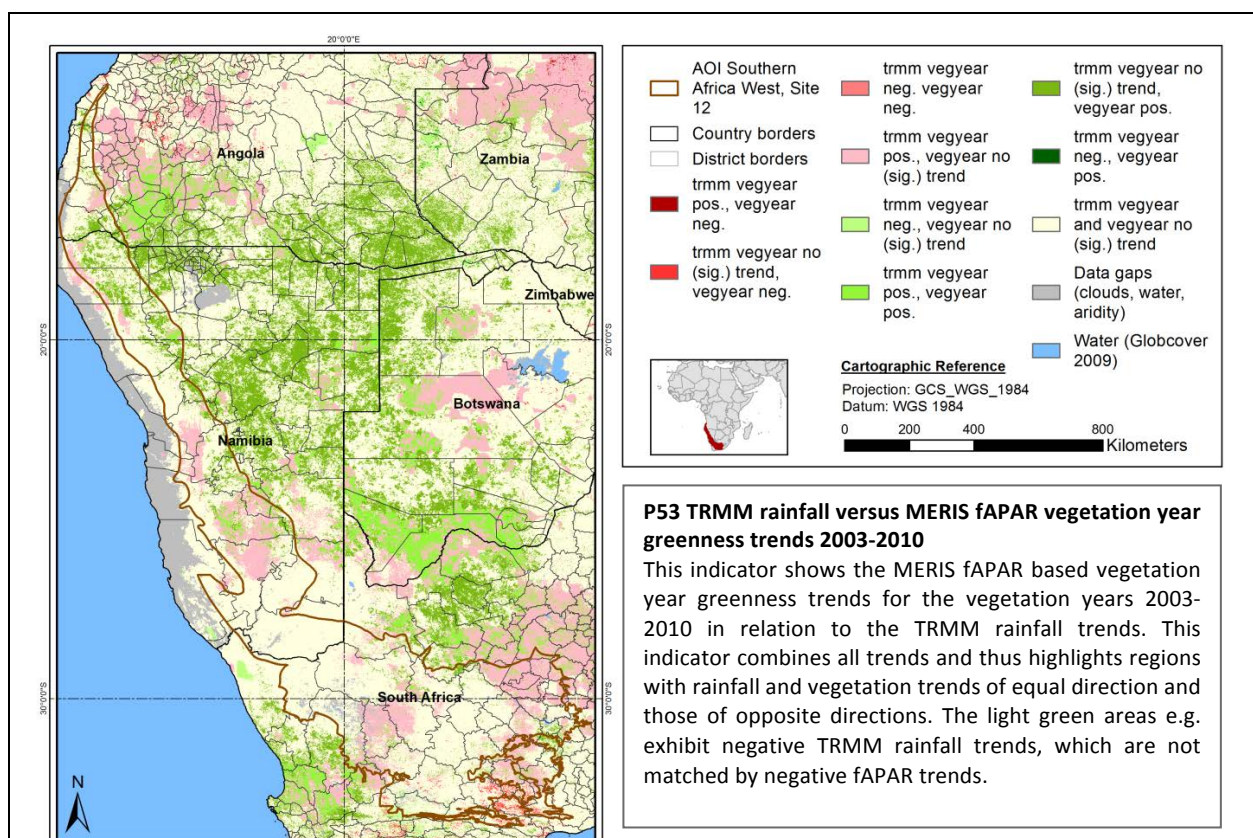 20°0'0"E
Angola
Zambia
Zimbabwe
20°0'0"S
20°0'0"S
Botswana
Namibia
South Africa
30°0'0"S
30°0'0"S
N
AOI Southern
Africa West, Site
12
Country borders
District borders
trmm vegyear
pos., vegyear
neg.
trmm vegyear no
(sig.) trend,
vegyear neg.
trmm vegyear
neg. vegyear
neg.
trmm vegyear
pos., vegyear no
(sig.) trend
trmm vegyear
neg., vegyear no
(sig.) trend
trmm vegyear
pos., vegyear
pos.
trmm vegyear no
(sig.) trend,
vegyear pos.
trmm vegyear
neg., vegyear
pos.
trmm vegyear
and vegyear no
(sig.) trend
Data gaps
(clouds, water,
aridity)
Water (Globcover
2009)
Cartographic Reference
Projection: GCS_WGS_1984
Datum: WGS 1984
0 200 400 800
Kilometers
P53 TRMM rainfall versus MERIS fAPAR vegetation year
greenness trends 2003-2010
This indicator shows the MERIS fAPAR based vegetation
year greenness trends for the vegetation years 2003-
2010 in relation to the TRMM rainfall trends. This
indicator combines all trends and thus highlights regions
with rainfall and vegetation trends of equal direction and
those of opposite directions. The light green areas e.g.
exhibit negative TRMM rainfall trends, which are not
matched by negative fAPAR trends.